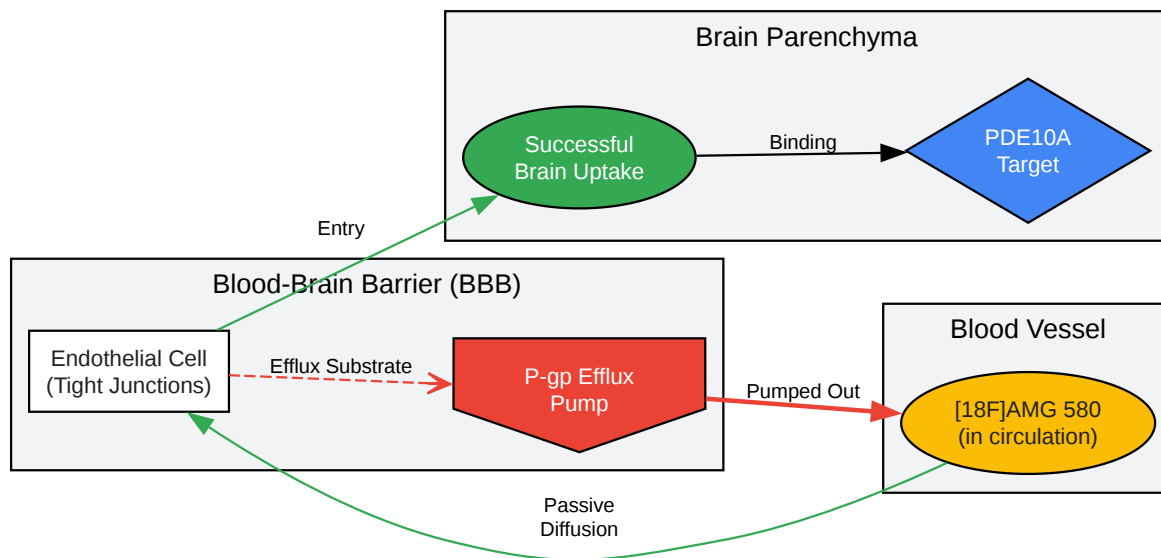 Brain Parenchyma
Successful
Brain Uptake
Binding
PDE10A
Target
Entry
Blood-Brain Barrier (BBB)
Endothelial Cell
(Tight Junctions)
Efflux Substrate
P-gp Efflux
Pump
Pumped Out
Blood Vessel
[18F]AMG 580
(in circulation)
Passive
Diffusion